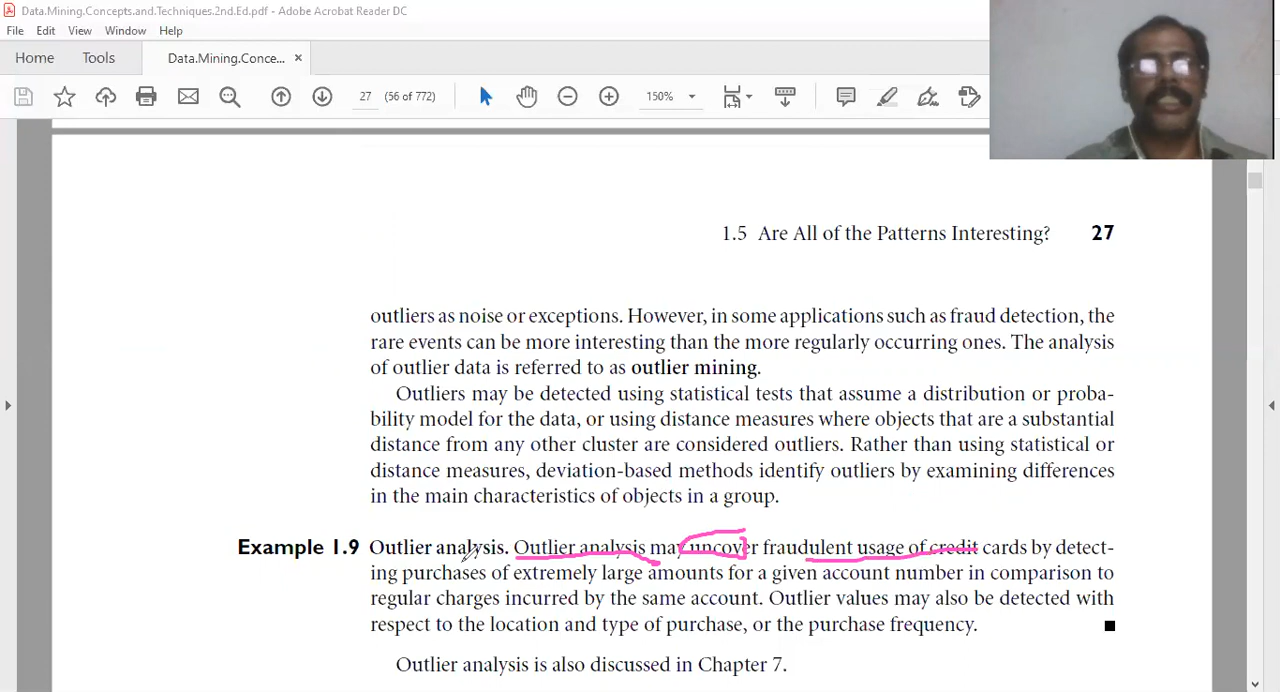 Data.Mining.Concepts.and.Techniques.2nd.Ed.pdf - Adobe Acrobat Reader DC
File Edit View Window Help
Home Tools Data.Mining.Conce... ×
27 (56 of 772) 150%
1.5 Are All of the Patterns Interesting? 27
outliers as noise or exceptions. However, in some applications such as fraud detection, the
rare events can be more interesting than the more regularly occurring ones. The analysis
of outlier data is referred to as outlier mining.
Outliers may be detected using statistical tests that assume a distribution or proba-
bility model for the data, or using distance measures where objects that are a substantial
distance from any other cluster are considered outliers. Rather than using statistical or
distance measures, deviation-based methods identify outliers by examining differences
in the main characteristics of objects in a group.
Example 1.9 Outlier analysis. Outlier analysis may uncover fraudulent usage of credit cards by detect-
ing purchases of extremely large amounts for a given account number in comparison to
regular charges incurred by the same account. Outlier values may also be detected with
respect to the location and type of purchase, or the purchase frequency.
Outlier analysis is also discussed in Chapter 7.